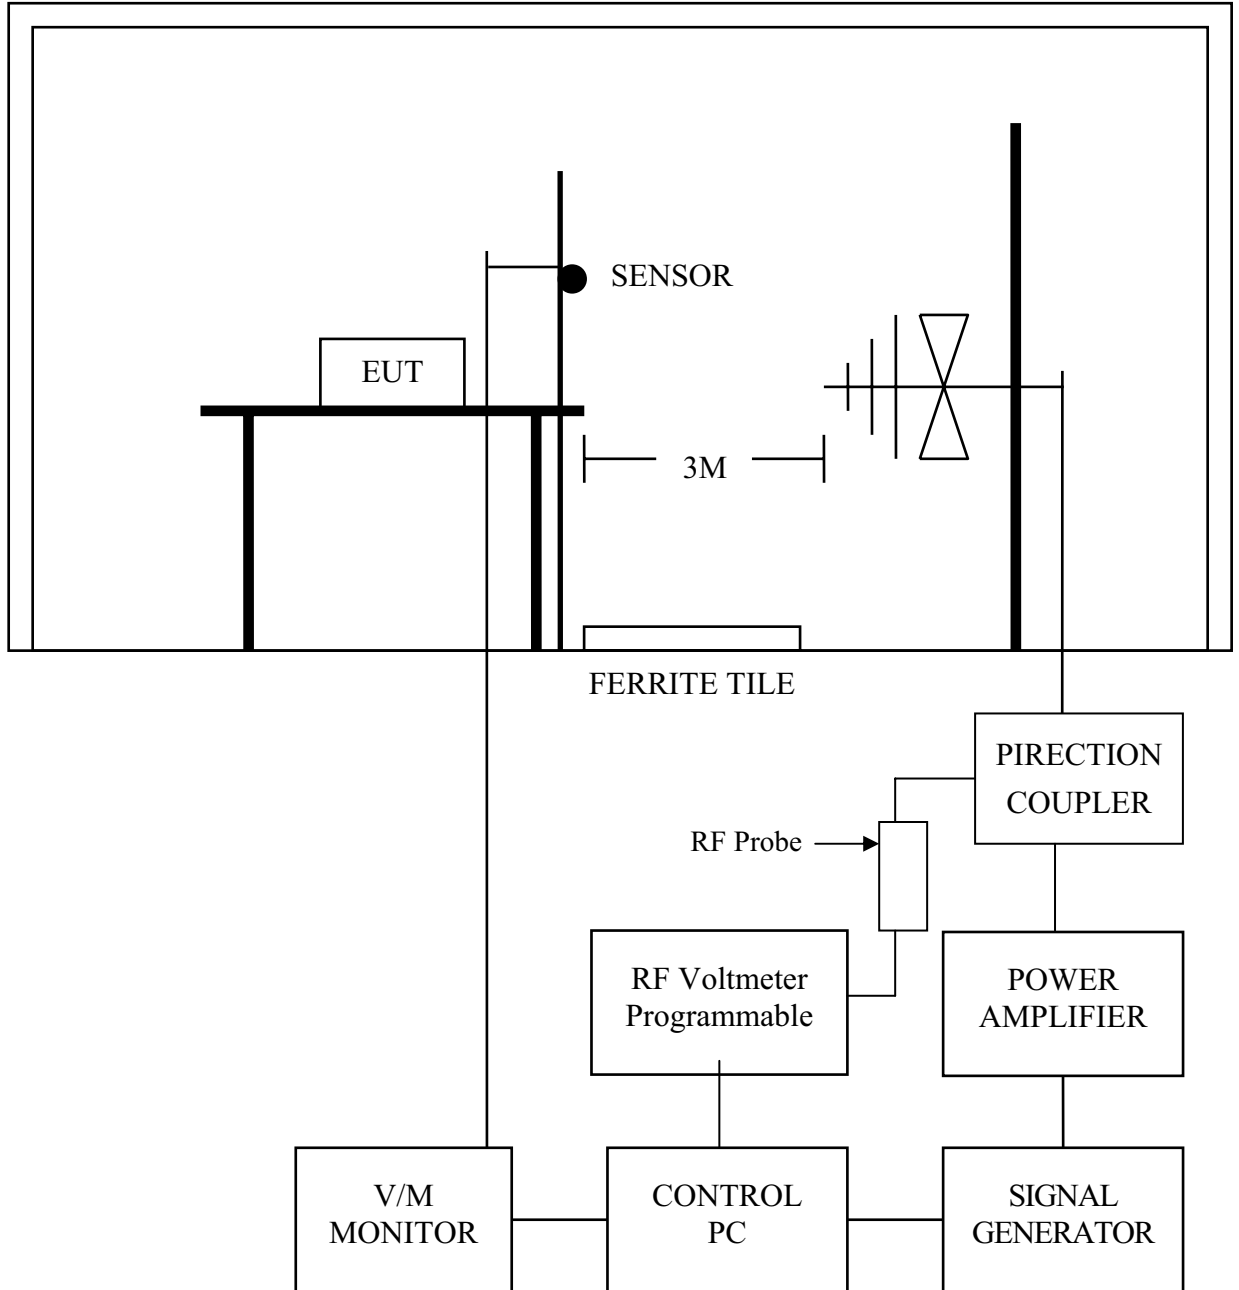 SENSOR
EUT
3M
FERRITE TILE
PIRECTION
COUPLER
RF Probe
RF Voltmeter
Programmable
POWER
AMPLIFIER
V/M
MONITOR
CONTROL
PC
SIGNAL
GENERATOR